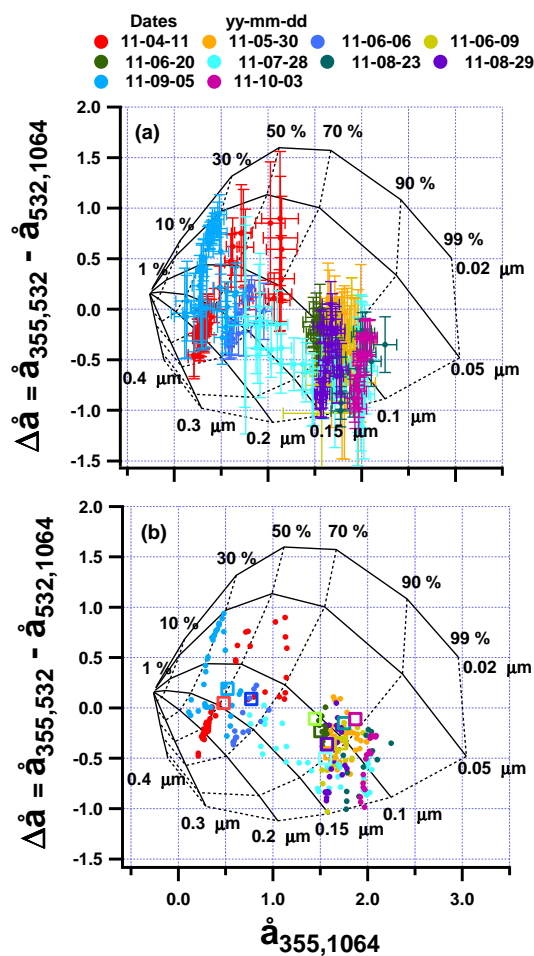 Dates yy-mm-dd
11-04-11 11-05-30 11-06-06 11-06-09
11-06-20 11-07-28 11-08-23 11-08-29
11-09-05 11-10-03
2.0
(a)
50 %
70 %
1.5
30 %
90 %
1.0
10 %
99 %
0.5
1 %
0.02 μm
0.0
-0.5
0.4 μm
0.05 μm
-1.0
0.3 μm
0.2 μm
0.15 μm
0.1 μm
-1.5
Δå = å355,532 - å532,1064
2.0
(b)
50 %
70 %
1.5
30 %
90 %
1.0
10 %
99 %
0.5
1 %
0.02 μm
0.0
-0.5
0.4 μm
0.05 μm
-1.0
0.3 μm
0.2 μm
0.15 μm
0.1 μm
-1.5
Δå = å355,532 - å532,1064
0.0 1.0 2.0 3.0
å355,1064